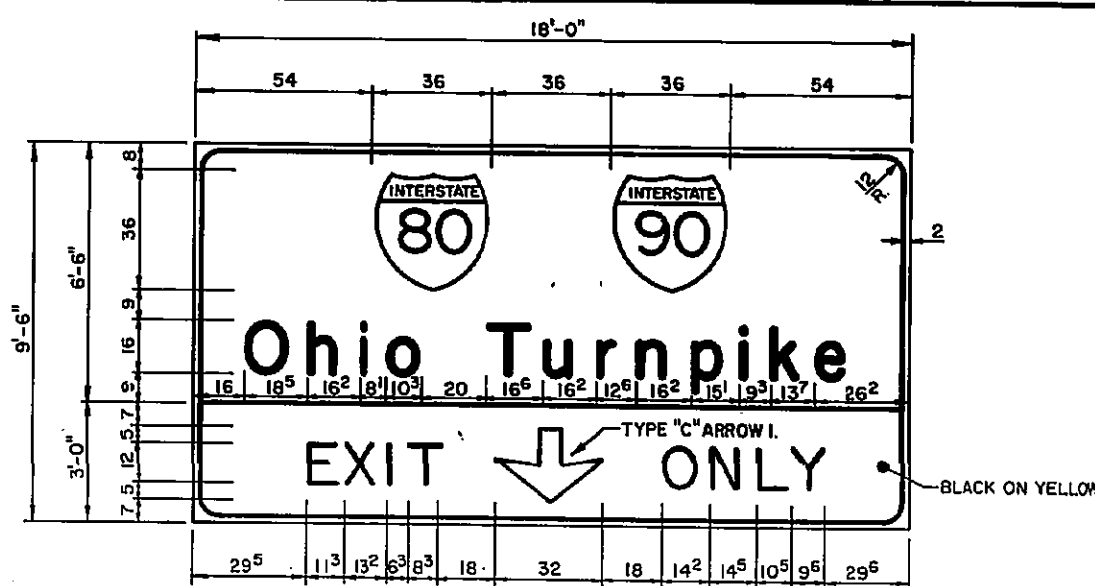 18'-0"
54 36 36 36 54
8
36
9
16
9
7
5
12
5
7
6'-6"
3'-0"
9'-6"
INTERSTATE INTERSTATE
80 90
12" R.
2
Ohio Turnpike
16 18⁵ 16² 8¹ 10³ 20 16⁶ 16² 12⁶ 16² 15¹ 9³ 13⁷ 26²
TYPE "C" ARROW I.
EXIT ONLY
BLACK ON YELLOW
29⁵ 11³ 13² 6³ 8³ 18 32 18 14² 14⁵ 10⁵ 9⁶ 29⁶